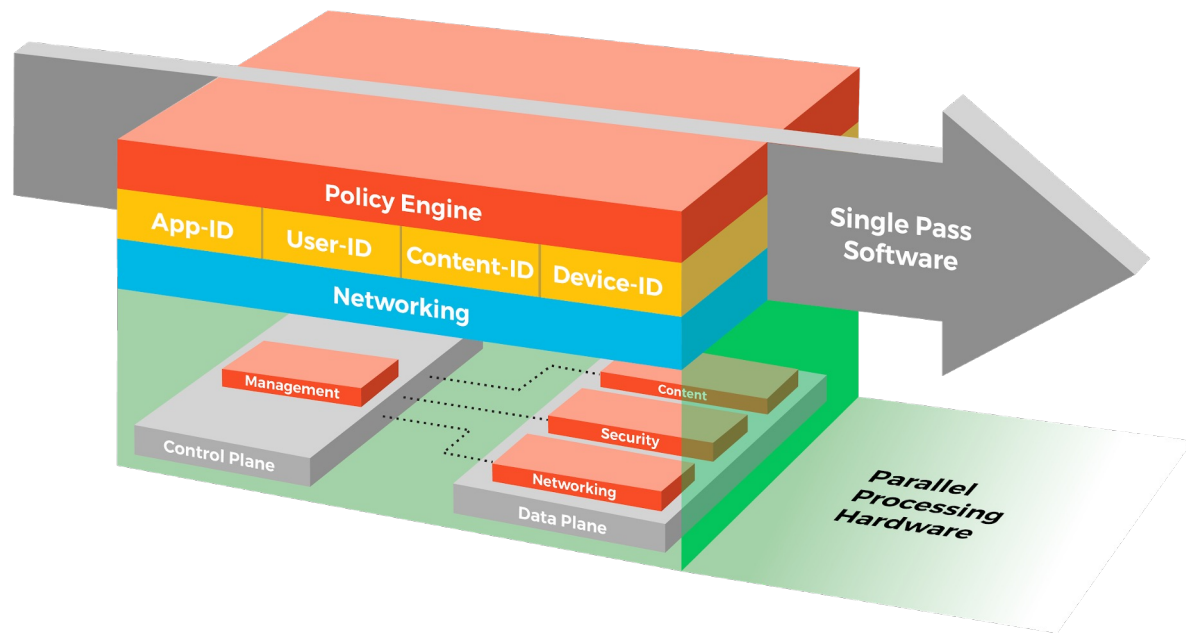 Policy Engine
App-ID
User-ID
Content-ID
Device-ID
Networking
Single Pass
Software
Management
Control Plane
Content
Security
Networking
Data Plane
Parallel
Processing
Hardware